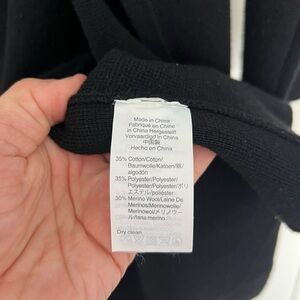 Made in China
Fabriqué en Chine
In China Hergestellt
Vervaardigd in China
中国製
Hecho en China
35% Cotton/Coton/
Baumwolle/Katoen/綿/
algodón
35% Polyester/Polyester/
Polyester/Polyester/ポリ
エステル/poliéster
30% Merino Wool/Laine De
Merinos/Merinowolle/
Merinowol/メリノウー
ル/lana merino
Dry clean